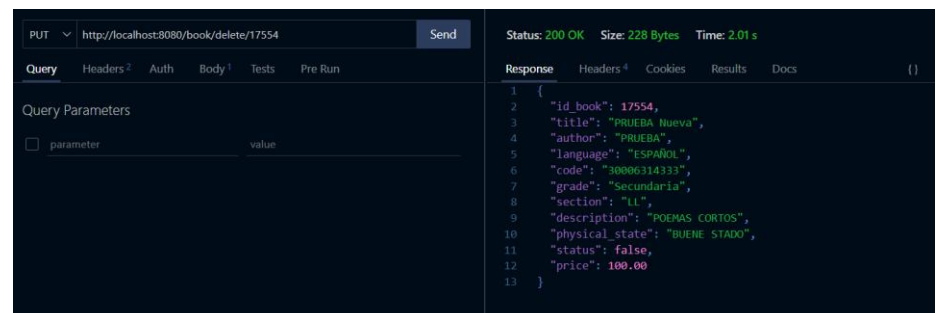 PUT http://localhost:8080/book/delete/17554 Send
Query Headers 2 Auth Body 1 Tests Pre Run
Query Parameters
parameter value
Status: 200 OK Size: 228 Bytes Time: 2.01 s
Response Headers 4 Cookies Results Docs {}
1 {
2 "id_book": 17554,
3 "title": "PRUEBA Nueva",
4 "author": "PRUEBA",
5 "language": "ESPAÑOL",
6 "code": "30006314333",
7 "grade": "Secundaria",
8 "section": "LL",
9 "description": "POEMAS CORTOS",
10 "physical_state": "BUENE STADO",
11 "status": false,
12 "price": 100.00
13 }